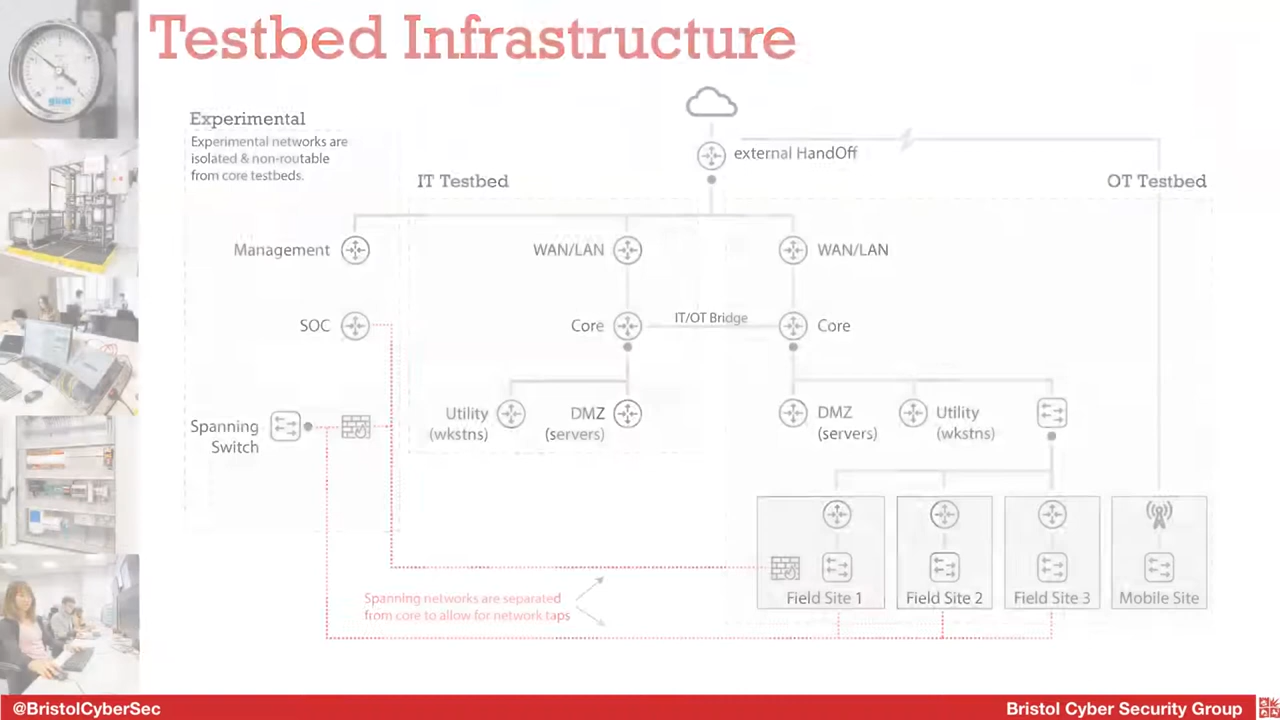 Testbed Infrastructure
Experimental
Experimental networks are
isolated & non-routable
from core testbeds.
external HandOff
IT Testbed
OT Testbed
Management
WAN/LAN
WAN/LAN
SOC
Core
IT/OT Bridge
Core
Spanning
Switch
Utility
(wkstns)
DMZ
(servers)
DMZ
(servers)
Utility
(wkstns)
Field Site 1
Field Site 2
Field Site 3
Mobile Site
Spanning networks are separated
from core to allow for network taps
@BristolCyberSec
Bristol Cyber Security Group